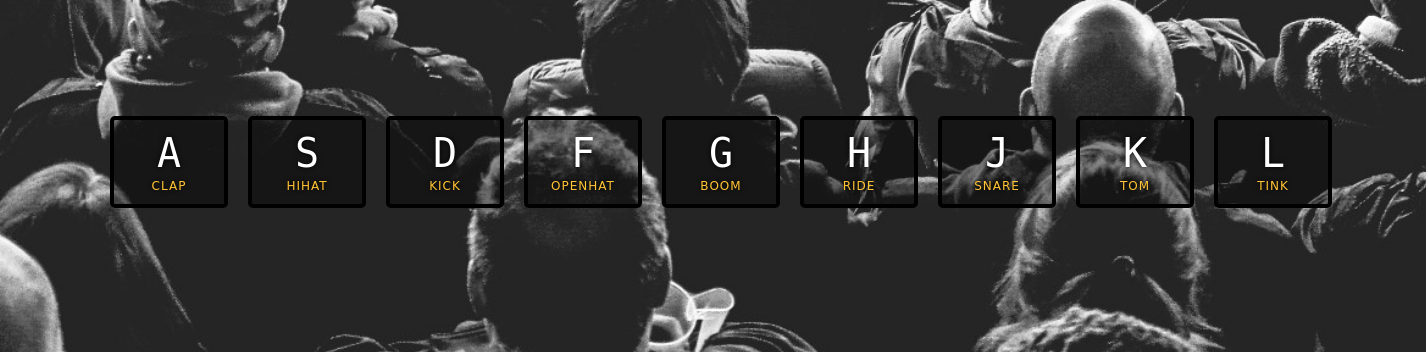 A S D F G H J K L
CLAP HIHAT KICK OPENHAT BOOM RIDE SNARE TOM TINK